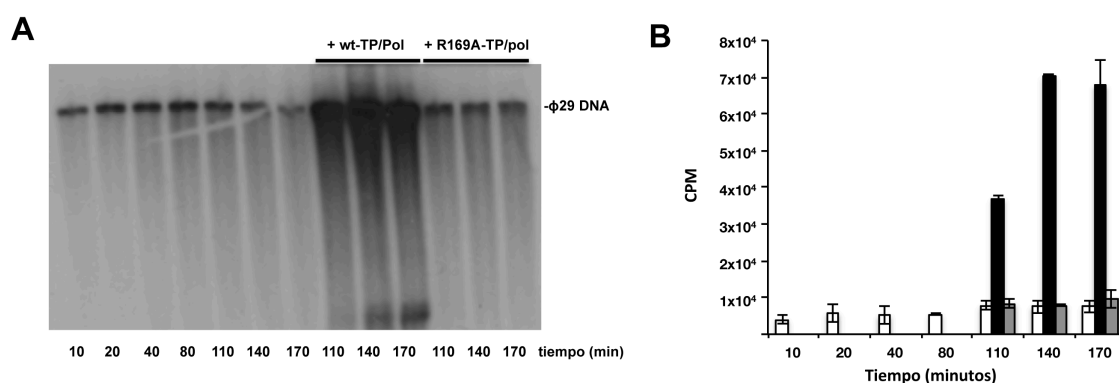 A
+ wt-TP/Pol + R169A-TP/pol
-ϕ29 DNA
10 20 40 80 110 140 170 110 140 170 110 140 170 tiempo (min)
B
8x10⁴
7x10⁴
6x10⁴
5x10⁴
4x10⁴
3x10⁴
2x10⁴
1x10⁴
CPM
10 20 40 80 110 140 170
Tiempo (minutos)